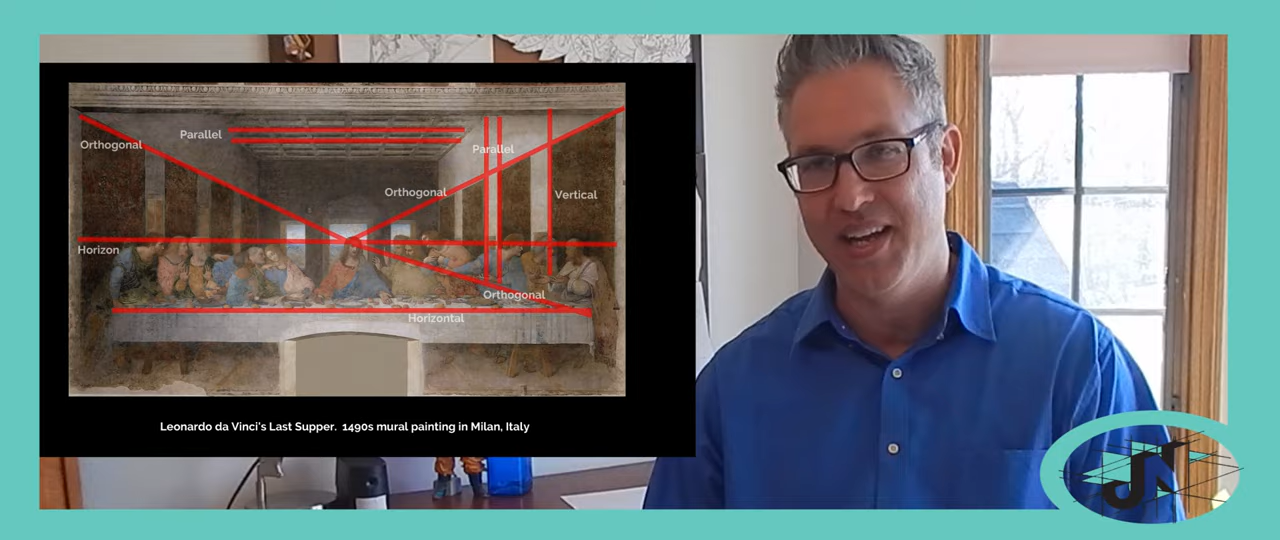 Parallel
Orthogonal
Parallel
Orthogonal
Vertical
Horizon
Orthogonal
Horizontal
Leonardo da Vinci's Last Supper. 1490s mural painting in Milan, Italy
JN